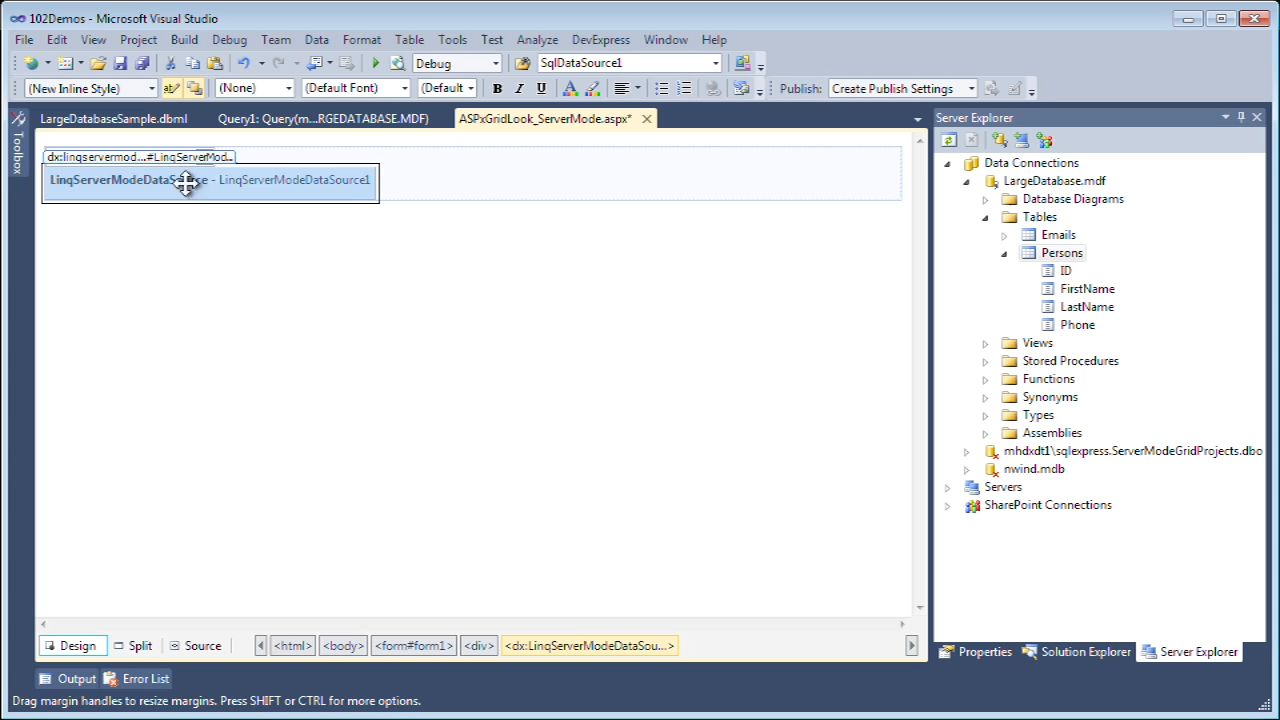 102Demos - Microsoft Visual Studio
File Edit View Project Build Debug Team Data Format Table Tools Test Analyze DevExpress Window Help
Debug SqlDataSource1
(New Inline Style) (None) (Default Font) (Default B I U A Publish: Create Publish Settings
Toolbox
LargeDatabaseSample.dbml Query1: Query(m...RGEDATABASE.MDF) ASPxGridLook_ServerMode.aspx*
dx:linqservermod...#LinqServerMod...
LinqServerModeDataSource - LinqServerModeDataSource1
Server Explorer
Data Connections
LargeDatabase.mdf
Database Diagrams
Tables
Emails
Persons
ID
FirstName
LastName
Phone
Views
Stored Procedures
Functions
Synonyms
Types
Assemblies
mhdxdt1\sqlexpress.ServerModeGridProjects.dbo
nwind.mdb
Servers
SharePoint Connections
Design Split Source <html> <body> <form#form1> <div> <dx:LinqServerModeDataSou...>
Properties Solution Explorer Server Explorer
Output Error List
Drag margin handles to resize margins. Press SHIFT or CTRL for more options.